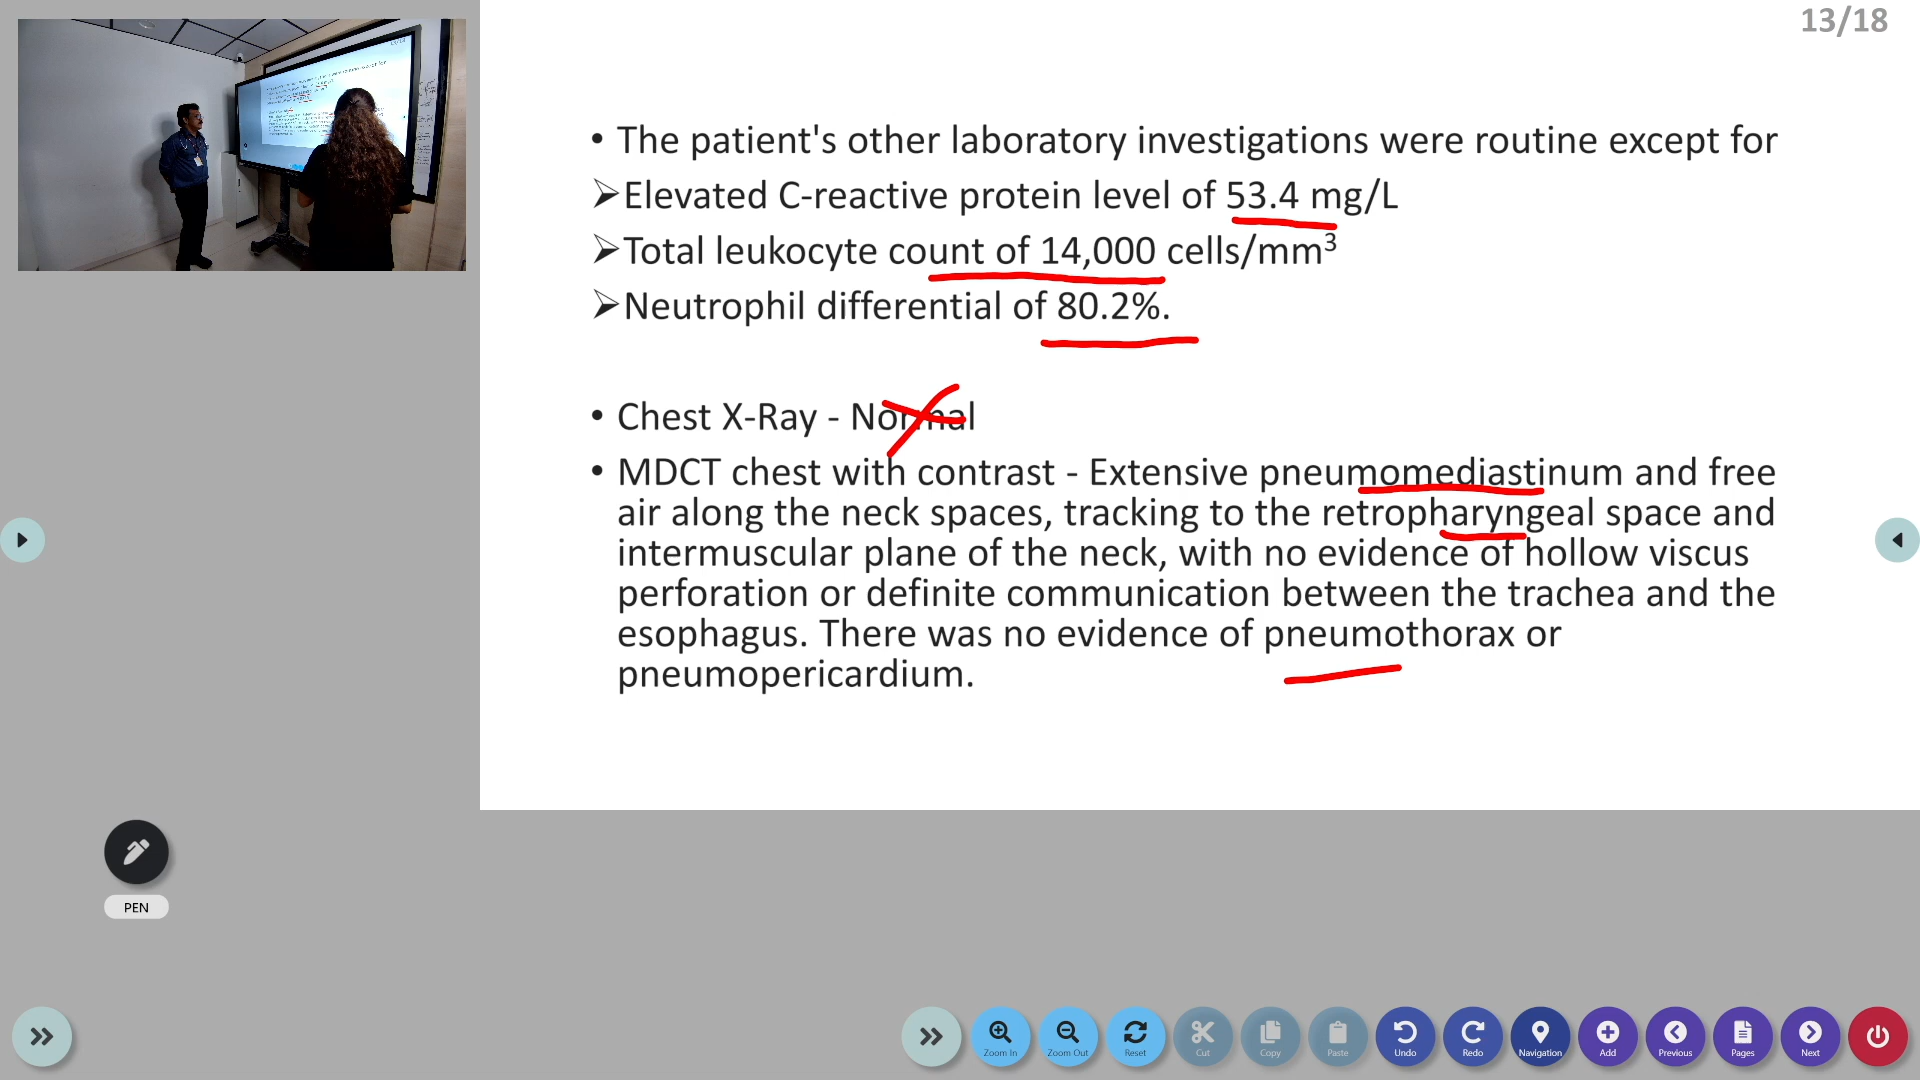 13/18
• The patient's other laboratory investigations were routine except for
➢Elevated C-reactive protein level of 53.4 mg/L
➢Total leukocyte count of 14,000 cells/mm³
➢Neutrophil differential of 80.2%.
• Chest X-Ray - Normal
• MDCT chest with contrast - Extensive pneumomediastinum and free
air along the neck spaces, tracking to the retropharyngeal space and
intermuscular plane of the neck, with no evidence of hollow viscus
perforation or definite communication between the trachea and the
esophagus. There was no evidence of pneumothorax or
pneumopericardium.
PEN
Zoom In Zoom Out Reset Cut Copy Paste Undo Redo Navigation Add Previous Pages Next